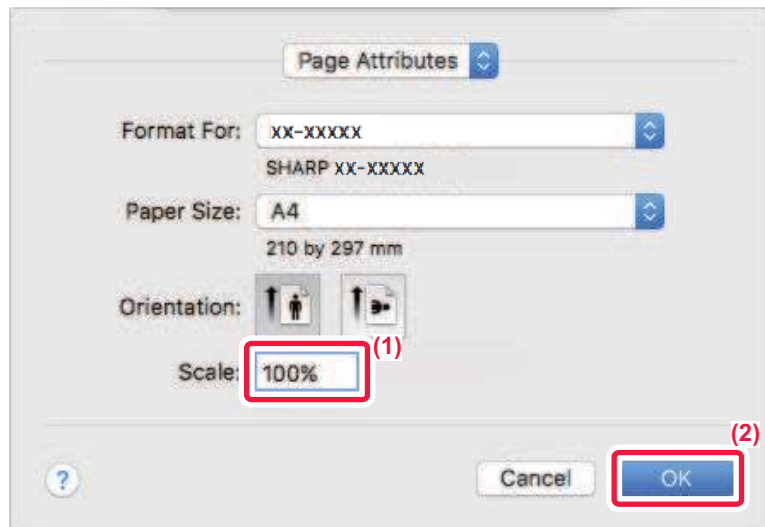 Page Attributes
Format For: xx-xxxxx
SHARP xx-xxxxx
Paper Size: A4
210 by 297 mm
Orientation:
(1)
Scale: 100%
(2)
? Cancel OK